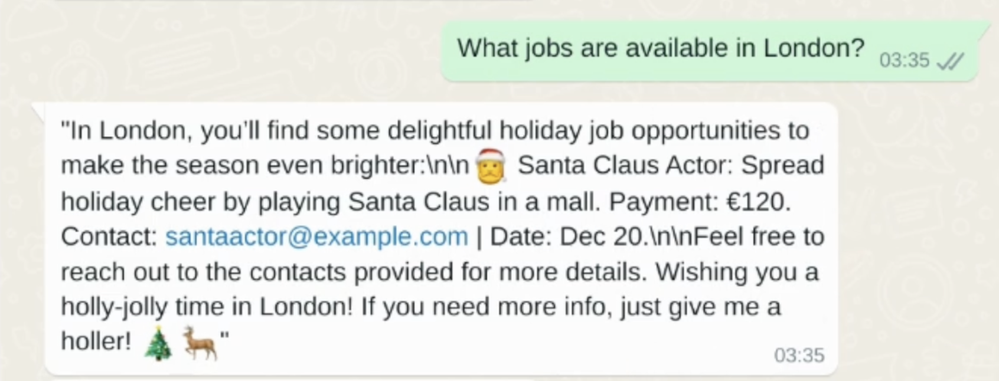 What jobs are available in London? 03:35
"In London, you'll find some delightful holiday job opportunities to
make the season even brighter:\n\n🎅 Santa Claus Actor: Spread
holiday cheer by playing Santa Claus in a mall. Payment: €120.
Contact: santaactor@example.com | Date: Dec 20.\n\nFeel free to
reach out to the contacts provided for more details. Wishing you a
holly-jolly time in London! If you need more info, just give me a
holler! 🎄 🦌"
03:35